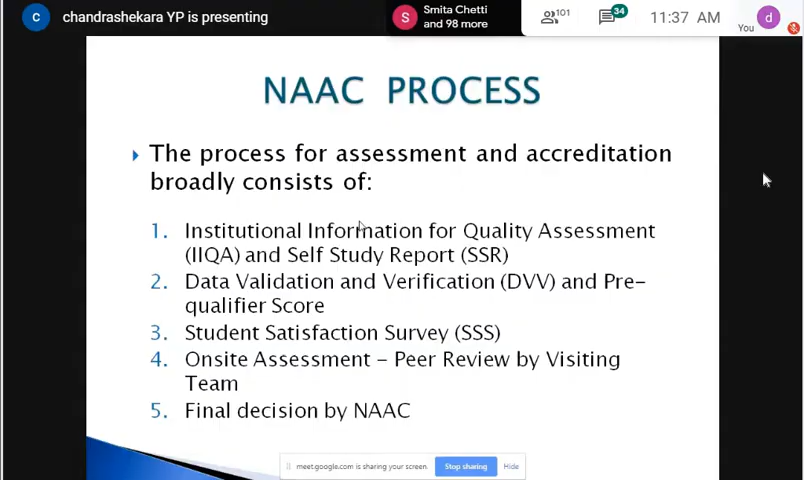 C chandrashekara YP is presenting
S Smita Chetti
and 98 more
101
34
11:37 AM
You
d
NAAC PROCESS
The process for assessment and accreditation
broadly consists of:
1. Institutional Information for Quality Assessment
(IIQA) and Self Study Report (SSR)
2. Data Validation and Verification (DVV) and Pre-
qualifier Score
3. Student Satisfaction Survey (SSS)
4. Onsite Assessment – Peer Review by Visiting
Team
5. Final decision by NAAC
meet.google.com is sharing your screen. Stop sharing Hide